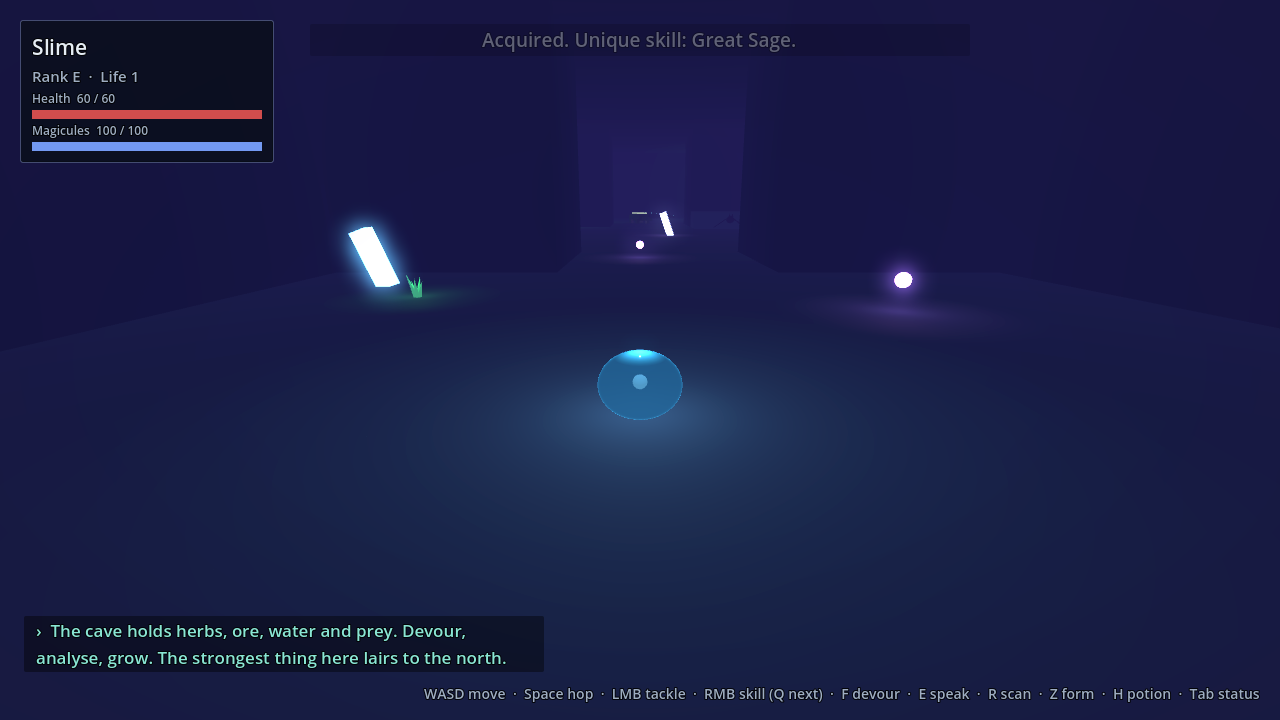 Slime
Rank E · Life 1
Health 60 / 60
Magicules 100 / 100
Acquired. Unique skill: Great Sage.
› The cave holds herbs, ore, water and prey. Devour,
analyse, grow. The strongest thing here lairs to the north.
WASD move · Space hop · LMB tackle · RMB skill (Q next) · F devour · E speak · R scan · Z form · H potion · Tab status